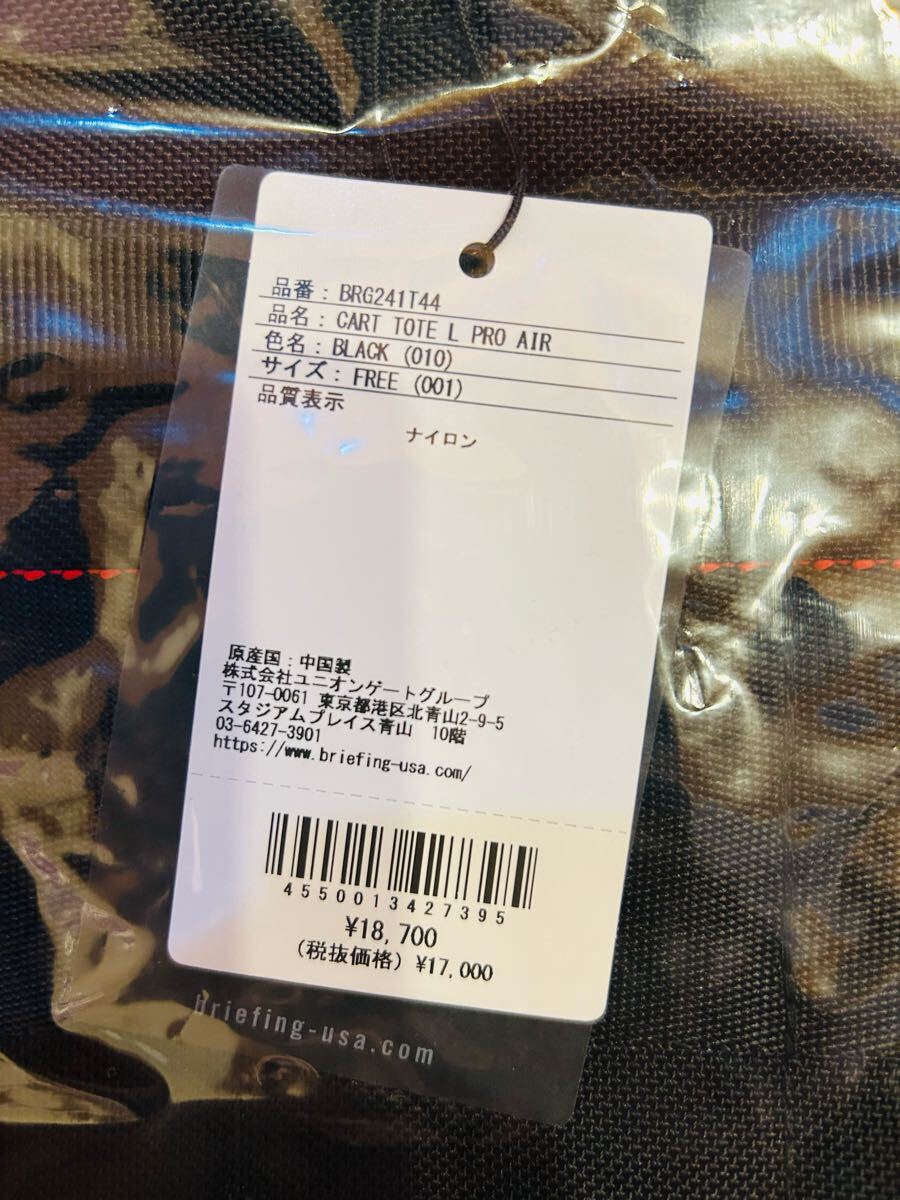 品番：BRG241T44
品名：CART TOTE L PRO AIR
色名：BLACK (010)
サイズ：FREE (001)
品質表示
ナイロン
原産国：中国製
株式会社ユニオンゲートグループ
〒107-0061 東京都港区北青山2-9-5
スタジアムプレイス青山　10階
03-6427-3901
https://www.briefing-usa.com/
4550013427395
¥18,700
(税抜価格) ¥17,000
briefing-usa.com